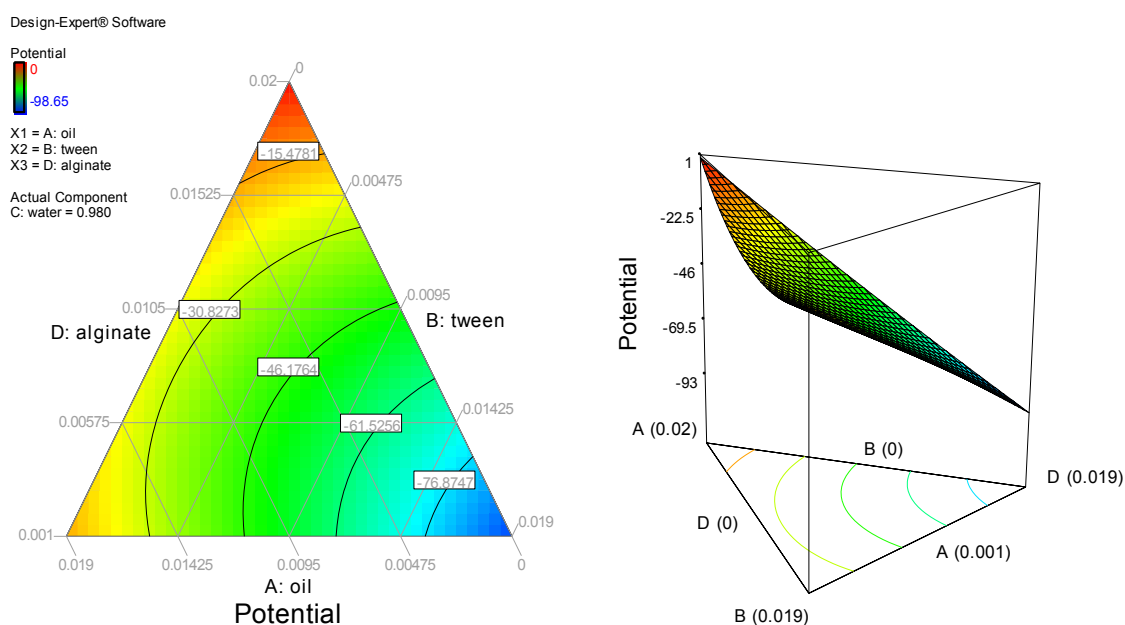 Design-Expert® Software
Potential
0
-98.65
X1 = A: oil
X2 = B: tween
X3 = D: alginate
Actual Component
C: water = 0.980
0
0.02
-15.4781
0.01525
0.00475
0.0105
-30.8273
0.0095
D: alginate
B: tween
-46.1764
0.00575
-61.5256
0.01425
-76.8747
0.001
0.019
0.019
0.01425
0.0095
0.00475
0
A: oil
Potential
1
-22.5
-46
-69.5
-93
Potential
A (0.02)
B (0)
D (0.019)
D (0)
A (0.001)
B (0.019)